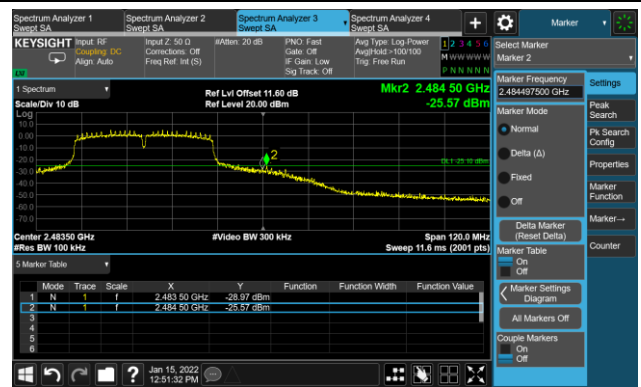 Spectrum Analyzer 1
Swept SA
Spectrum Analyzer 2
Swept SA
Spectrum Analyzer 3
Swept SA
Spectrum Analyzer 4
Swept SA
+
Marker
KEYSIGHT
Input: RF
Coupling: DC
Align: Auto
Input Z: 50 Ω
Corrections: Off
Freq Ref: Int (S)
#Atten: 20 dB
PNO: Fast
Gate: Off
IF Gain: Low
Sig Track: Off
Avg Type: Log-Power
Avg|Hold:>100/100
Trig: Free Run
1 2 3 4 5 6
M W W W W W
P N N N N N
LXI
Select Marker
Marker 2
1 Spectrum
Scale/Div 10 dB
Ref Lvl Offset 11.60 dB
Ref Level 20.00 dBm
Mkr2 2.484 50 GHz
-25.57 dBm
Log
10.0
0.00
-10.0
-20.0
-30.0
-40.0
-50.0
-60.0
-70.0
2
Center 2.48350 GHz
#Res BW 100 kHz
#Video BW 300 kHz
Span 120.0 MHz
Sweep 11.6 ms (2001 pts)
5 Marker Table
Mode Trace Scale X Y Function Function Width Function Value
1 N 1 f 2.483 50 GHz -28.97 dBm
2 N 1 f 2.484 50 GHz -25.57 dBm
3
4
5
6
Marker Frequency
2.484497500 GHz
Marker Mode
Normal
Delta (Δ)
Fixed
Off
Delta Marker
(Reset Delta)
Marker Table
On
Off
Marker Settings
Diagram
All Markers Off
Couple Markers
On
Off
Settings
Peak
Search
Pk Search
Config
Properties
Marker
Function
Marker→
Counter
?
Jan 15, 2022
12:51:32 PM